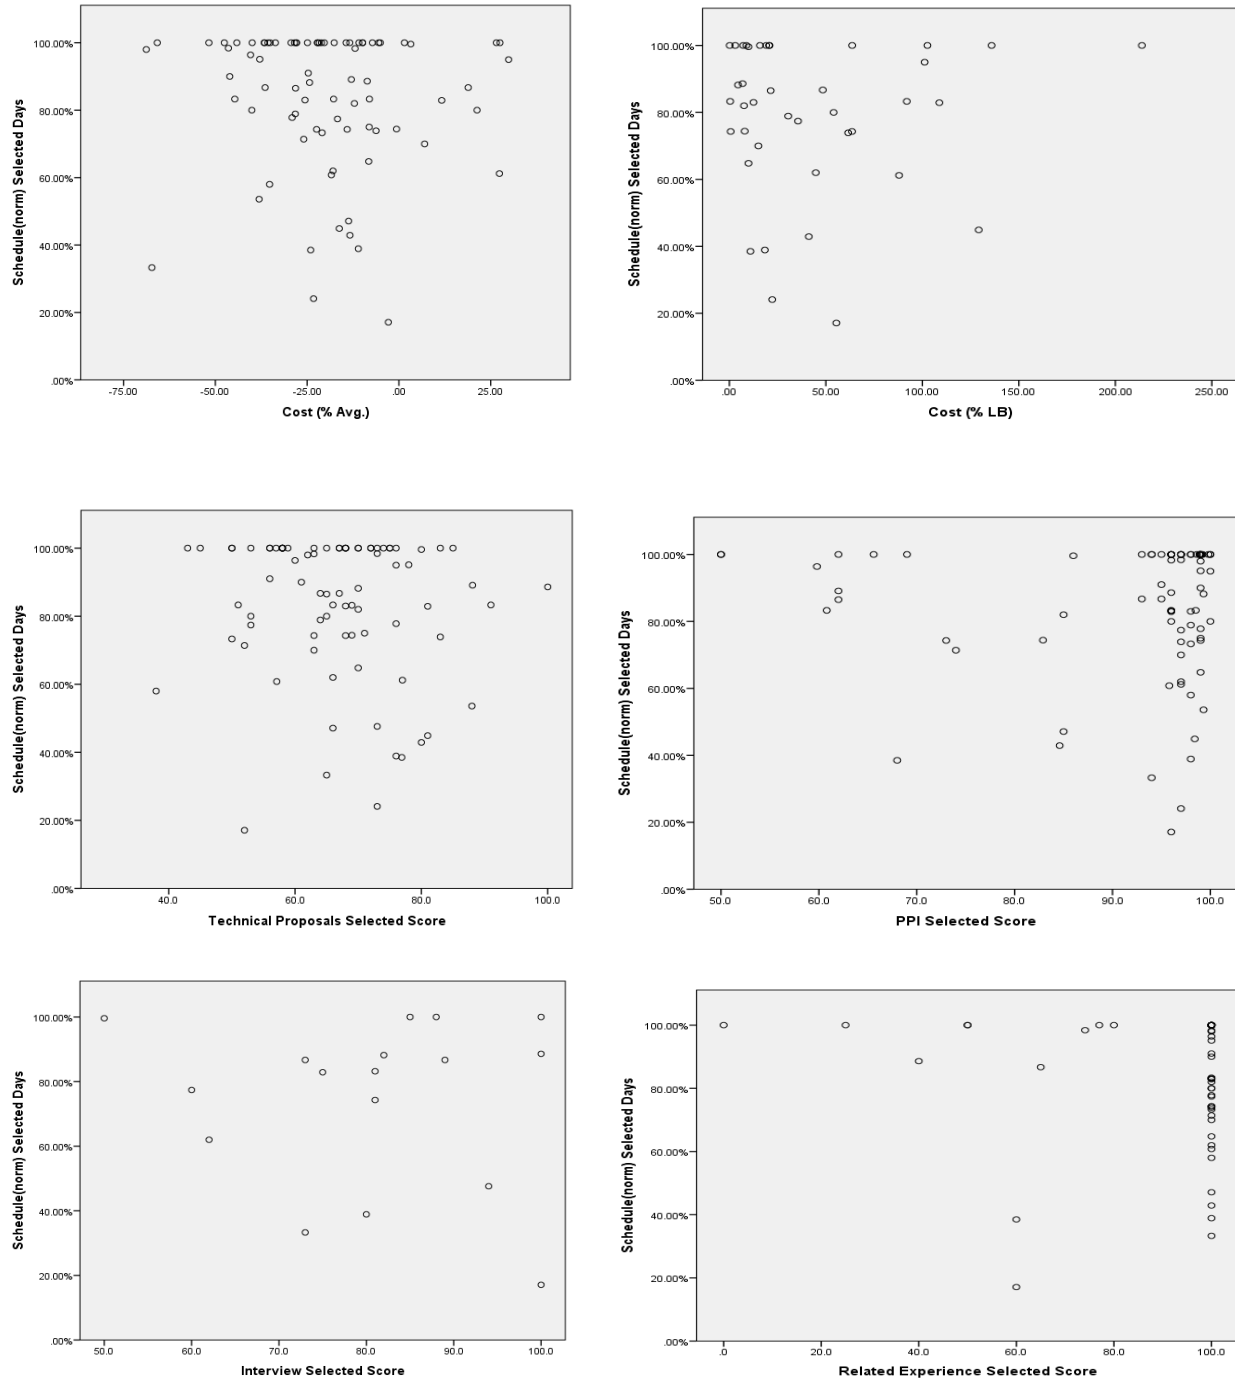 Schedule(norm) Selected Days
100.00%
80.00%
60.00%
40.00%
20.00%
.00%
-75.00 -50.00 -25.00 .00 25.00
Cost (% Avg.)
Schedule(norm) Selected Days
100.00%
80.00%
60.00%
40.00%
20.00%
.00%
.00 50.00 100.00 150.00 200.00 250.00
Cost (% LB)
Schedule(norm) Selected Days
100.00%
80.00%
60.00%
40.00%
20.00%
.00%
40.0 60.0 80.0 100.0
Technical Proposals Selected Score
Schedule(norm) Selected Days
100.00%
80.00%
60.00%
40.00%
20.00%
.00%
50.0 60.0 70.0 80.0 90.0 100.0
PPI Selected Score
Schedule(norm) Selected Days
100.00%
80.00%
60.00%
40.00%
20.00%
.00%
50.0 60.0 70.0 80.0 90.0 100.0
Interview Selected Score
Schedule(norm) Selected Days
100.00%
80.00%
60.00%
40.00%
20.00%
.00%
.0 20.0 40.0 60.0 80.0 100.0
Related Experience Selected Score